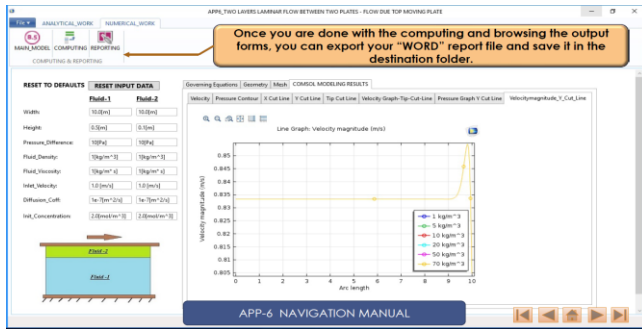 APP6_TWO LAYERS LAMINAR FLOW BETWEEN TWO PLATES - FLOW DUE TOP MOVING PLATE
File ANALYTICAL_WORK NUMERICAL_WORK
MAIN_MODEL COMPUTING REPORTING
COMPUTING & REPORTING
Once you are done with the computing and browsing the output
forms, you can export your "WORD" report file and save it in the
destination folder.
RESET TO DEFAULTS RESET INPUT DATA
Fluid-1 Fluid-2
Width: 10.0[m] 10.0[m]
Height: 0.5[m] 0.5[m]
Pressure_Difference: 10[Pa] 10[Pa]
Fluid_Density: 1[kg/m^3] 1[kg/m^3]
Fluid_Viscosity: 1[kg/m* s] 1[kg/m* s]
Inlet_Velocity: 1.0 [m/s] 1.0 [m/s]
Diffusion_Coff: 1e-7[m^2/s] 1e-7[m^2/s]
Init_Concentration: 2.0[mol/m^3] 2.0[mol/m^3]
Fluid -2
Fluid -1
Governing Equations Geometry Mesh COMSOL MODELING RESULTS
Velocity Pressure Contour X Cut Line Y Cut Line Tip Cut Line Velocity Graph-Tip-Cut-Line Pressure Graph Y Cut Line Velocitymagnitude_Y_Cut_Line
Line Graph: Velocity magnitude (m/s)
Velocity magnitude (m/s)
0.85
0.845
0.84
0.835
0.83
0.825
0.82
0.815
0.81
0.805
0 1 2 3 4 5 6 7 8 9 10
Arc length
1 kg/m^3
5 kg/m^3
10 kg/m^3
20 kg/m^3
50 kg/m^3
70 kg/m^3
APP-6 NAVIGATION MANUAL